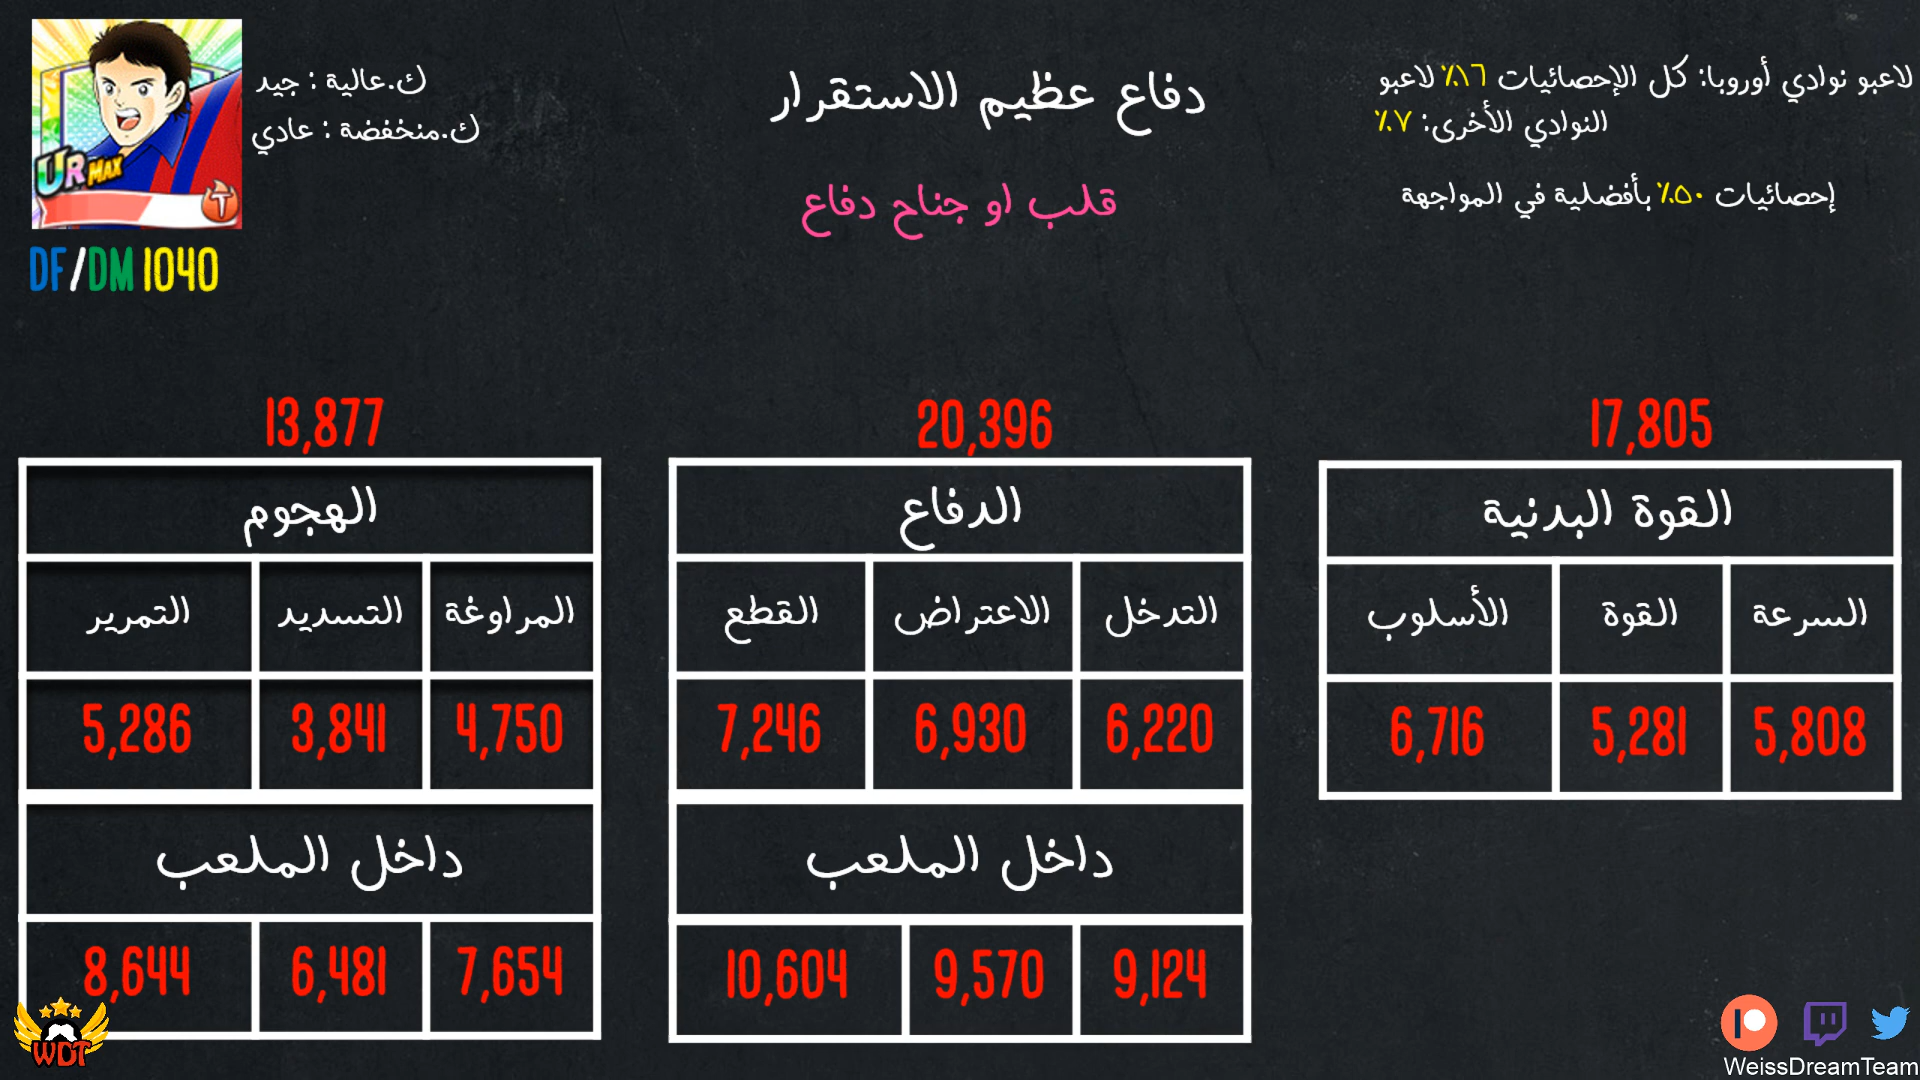 لاعبو نوادي أوروبا: كل الإحصائيات ١٦٪ لاعبو
النوادي الأخرى: ٧٪
إحصائيات ٥٠٪ بأفضلية في المواجهة
دفاع عظيم الاستقرار
قلب او جناح دفاع
ك.عالية : جيد
ك.منخفضة : عادي
UR MAX
T
DF/DM 1040
17,805
القوة البدنية
السرعة القوة الأسلوب
5,808 5,281 6,716
20,396
الدفاع
التدخل الاعتراض القطع
6,220 6,930 7,246
داخل الملعب
9,124 9,570 10,604
13,877
الهجوم
المراوغة التسديد التمرير
4,750 3,841 5,286
داخل الملعب
7,654 6,481 8,644
WDT
WeissDreamTeam